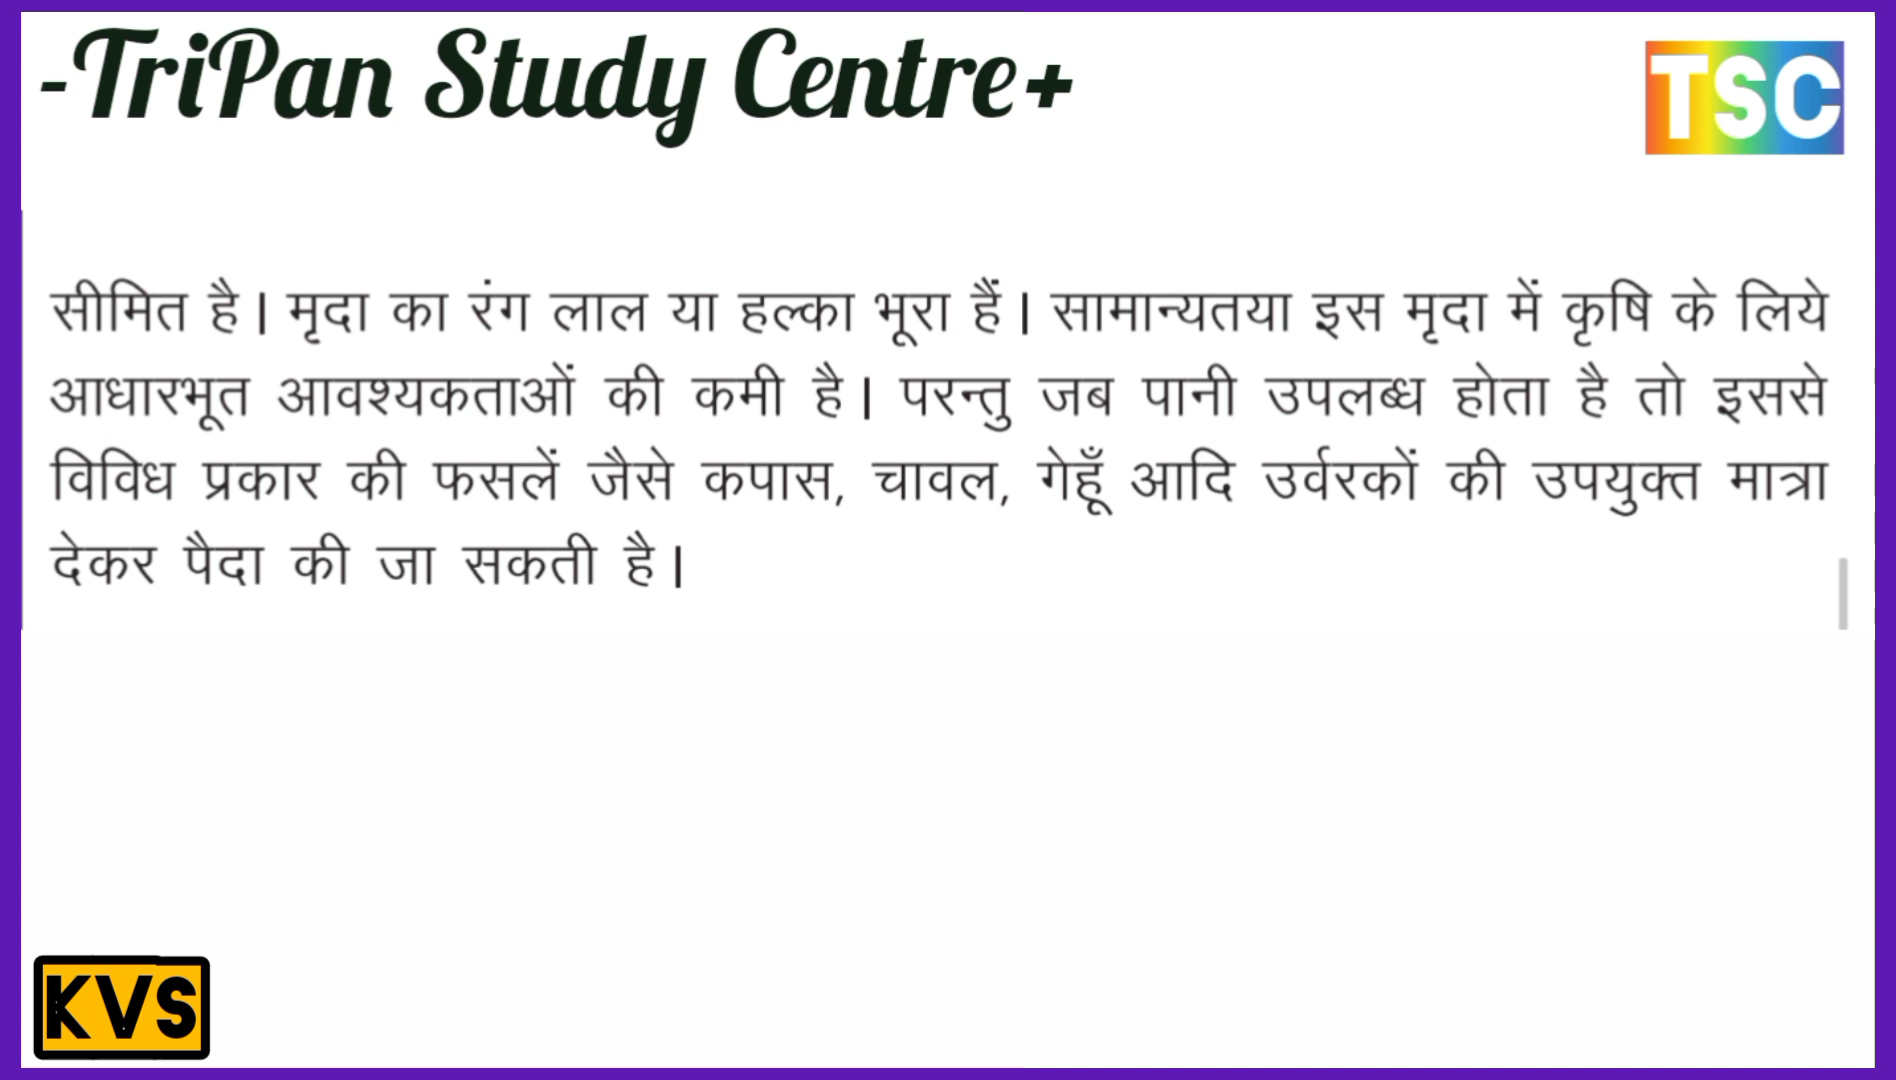 -TriPan Study Centre+
TSC
सीमित है। मृदा का रंग लाल या हल्का भूरा हैं। सामान्यतया इस मृदा में कृषि के लिये
आधारभूत आवश्यकताओं की कमी है। परन्तु जब पानी उपलब्ध होता है तो इससे
विविध प्रकार की फसलें जैसे कपास, चावल, गेहूँ आदि उर्वरकों की उपयुक्त मात्रा
देकर पैदा की जा सकती है।
KVS